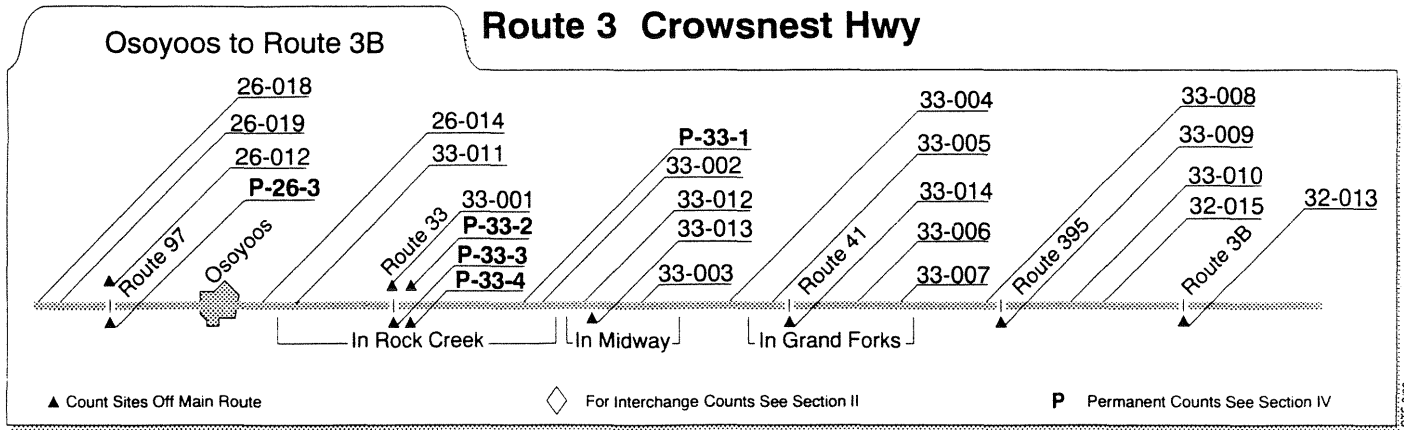 Route 3 Crowsnest Hwy
Osoyoos to Route 3B
26-018
26-019
26-012
P-26-3
Route 97
Osoyoos
26-014
33-011
Route 33
33-001
P-33-2
P-33-3
P-33-4
P-33-1
33-002
33-012
33-013
33-003
33-004
33-005
33-014
33-006
33-007
Route 41
33-008
33-009
33-010
32-015
Route 395
Route 3B
32-013
In Rock Creek
In Midway
In Grand Forks
▲ Count Sites Off Main Route
For Interchange Counts See Section II
P Permanent Counts See Section IV